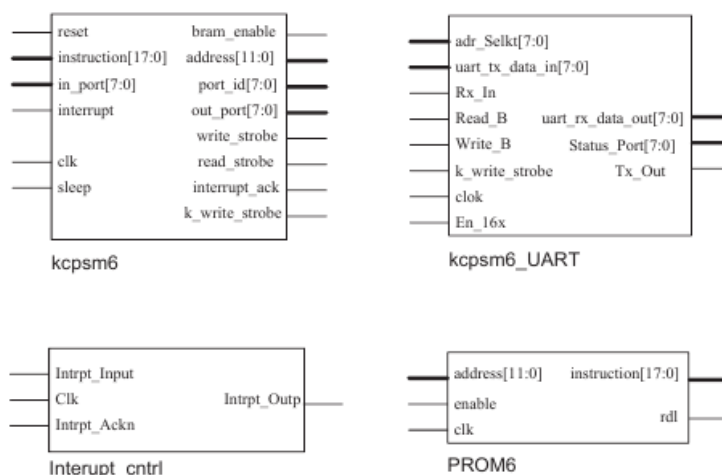 reset
instruction[17:0]
in_port[7:0]
interrupt
clk
sleep
bram_enable
address[11:0]
port_id[7:0]
out_port[7:0]
write_strobe
read_strobe
interrupt_ack
k_write_strobe
kcpsm6
adr_Selkt[7:0]
uart_tx_data_in[7:0]
Rx_In
Read_B
Write_B
k_write_strobe
clok
En_16x
uart_rx_data_out[7:0]
Status_Port[7:0]
Tx_Out
kcpsm6_UART
Intrpt_Input
Clk
Intrpt_Ackn
Intrpt_Outp
Interupt_cntrl
address[11:0]
enable
clk
instruction[17:0]
rdl
PROM6